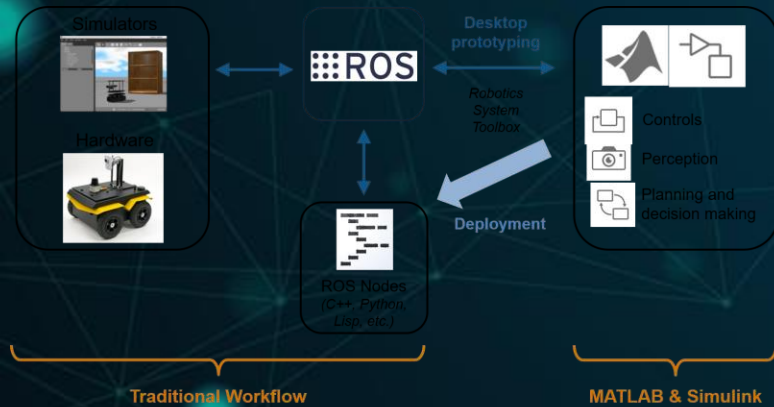 Simulators
Hardware
ROS
Desktop
prototyping
Robotics
System
Toolbox
Deployment
ROS Nodes
(C++, Python,
Lisp, etc.)
Controls
Perception
Planning and
decision making
Traditional Workflow
MATLAB & Simulink